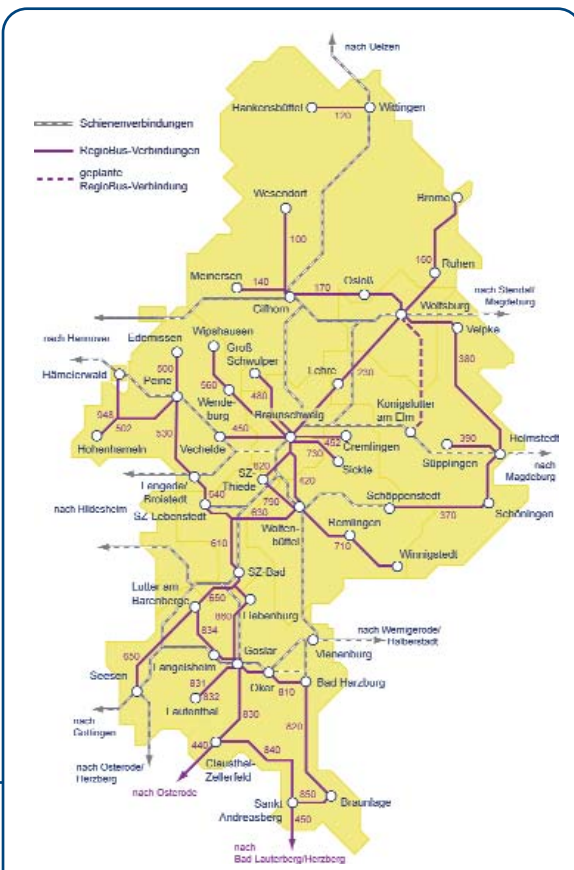 nach Uelzen
Hankensbüttel
120
Wittingen
Schienenverbindungen
RegioBus-Verbindungen
geplante
RegioBus-Verbindung
Wesendorf
Brome
100
160
Rühen
Meinersen
140
170
Osloß
nach Stendal/
Magdeburg
Gifhorn
Wolfsburg
nach Hannover
Edemissen
Wipshausen
Groß
Schwülper
Velpke
Hämelerwald
500
Peine
560
480
Lehre
230
380
Wende-
burg
Braunschweig
Königslutter
am Elm
948
502
450
Hohenhameln
530
Vechelde
492
Cremlingen
390
Helmstedt
730
Sickte
Süpplingen
nach
Magdeburg
SZ-
Thiede
620
420
Lengede/
Broistedt
790
nach Hildesheim
640
SZ Lebenstedt
630
Schöppenstedt
Schöningen
Wolfen-
büttel
Remlingen
370
610
710
Winnigstedt
SZ-Bad
Lutter am
Barenberge
650
860
Liebenburg
834
nach Wernigerode/
Halberstadt
650
Goslar
Vienenburg
Langelsheim
Seesen
831
832
Oker
810
Bad Harzburg
Lautenthal
nach
Göttingen
830
820
440
840
nach Osterode/
Herzberg
Clausthal-
Zellerfeld
nach Osterode
850
Sankt
Andreasberg
Braunlage
450
nach
Bad Lauterberg/Herzberg